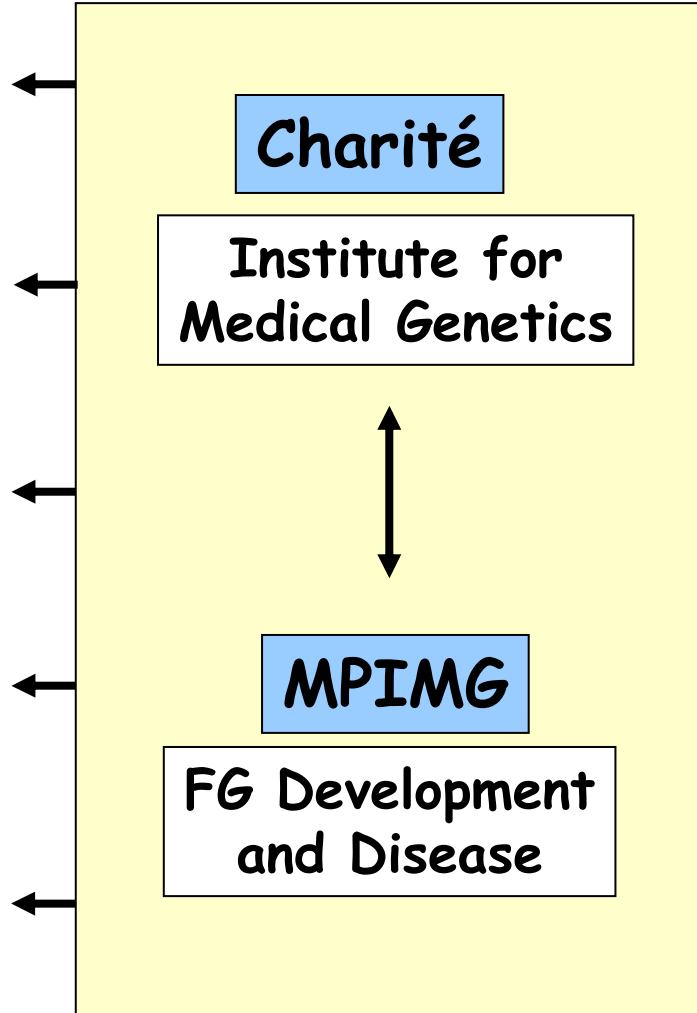 Charité
Institute for
Medical Genetics
MPIMG
FG Development
and Disease